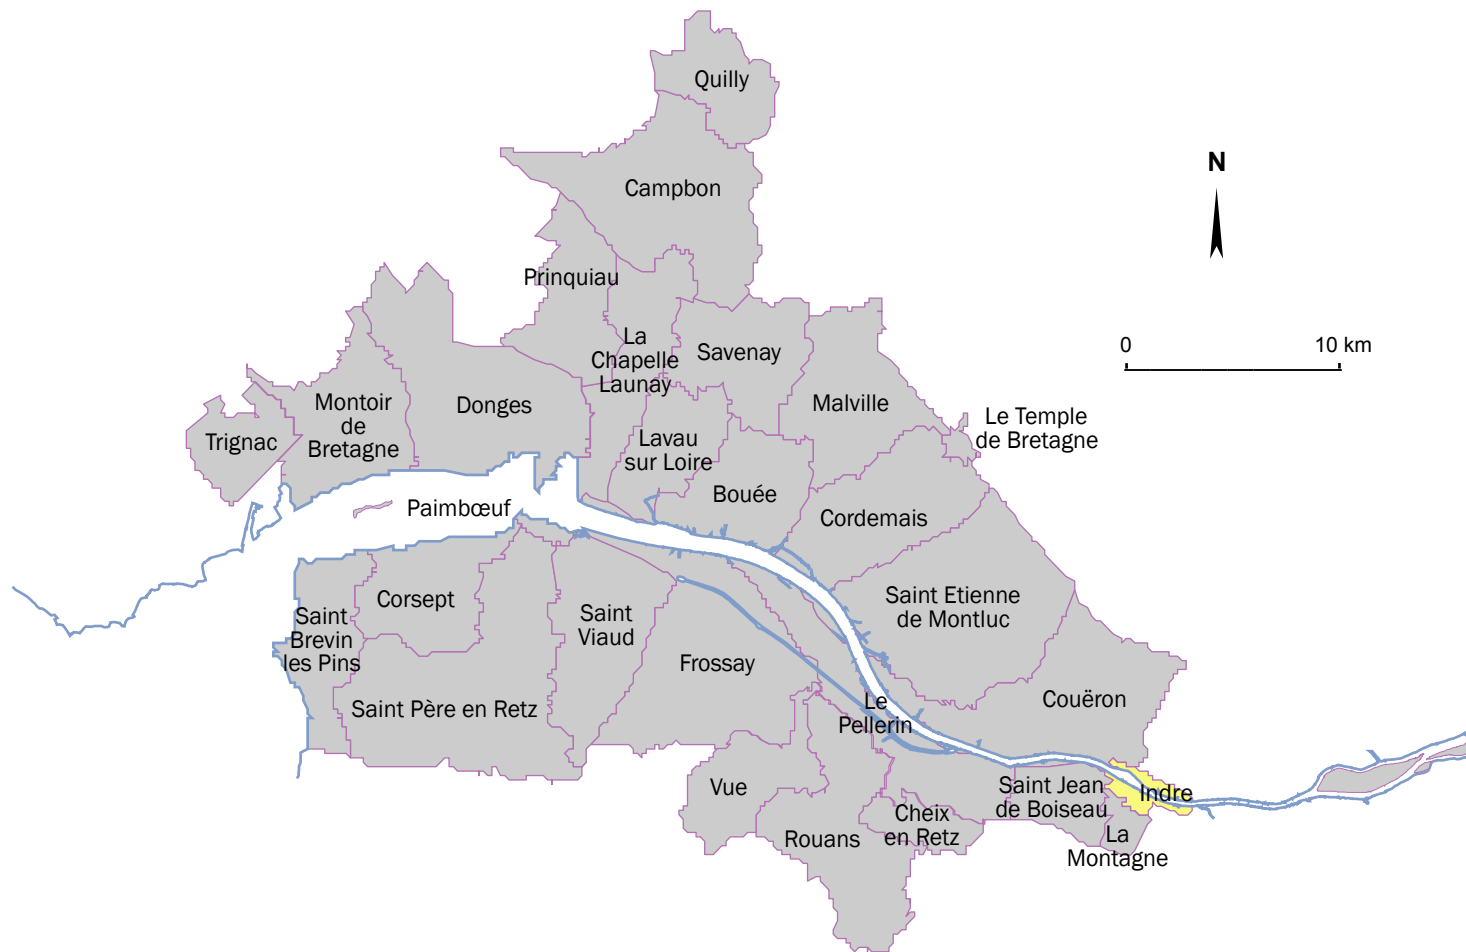 Quilly
N
Campbon
Prinquiau
0
10 km
La
Chapelle
Launay
Savenay
Malville
Le Temple
de Bretagne
Montoir
de
Bretagne
Donges
Trignac
Lavau
sur Loire
Bouée
Paimbœuf
Cordemais
Corsept
Saint
Brevin
les Pins
Saint
Viaud
Saint Etienne
de Montluc
Frossay
Saint Père en Retz
Le
Pellerin
Couëron
Vue
Rouans
Cheix
en Retz
Saint Jean
de Boiseau
Indre
La
Montagne